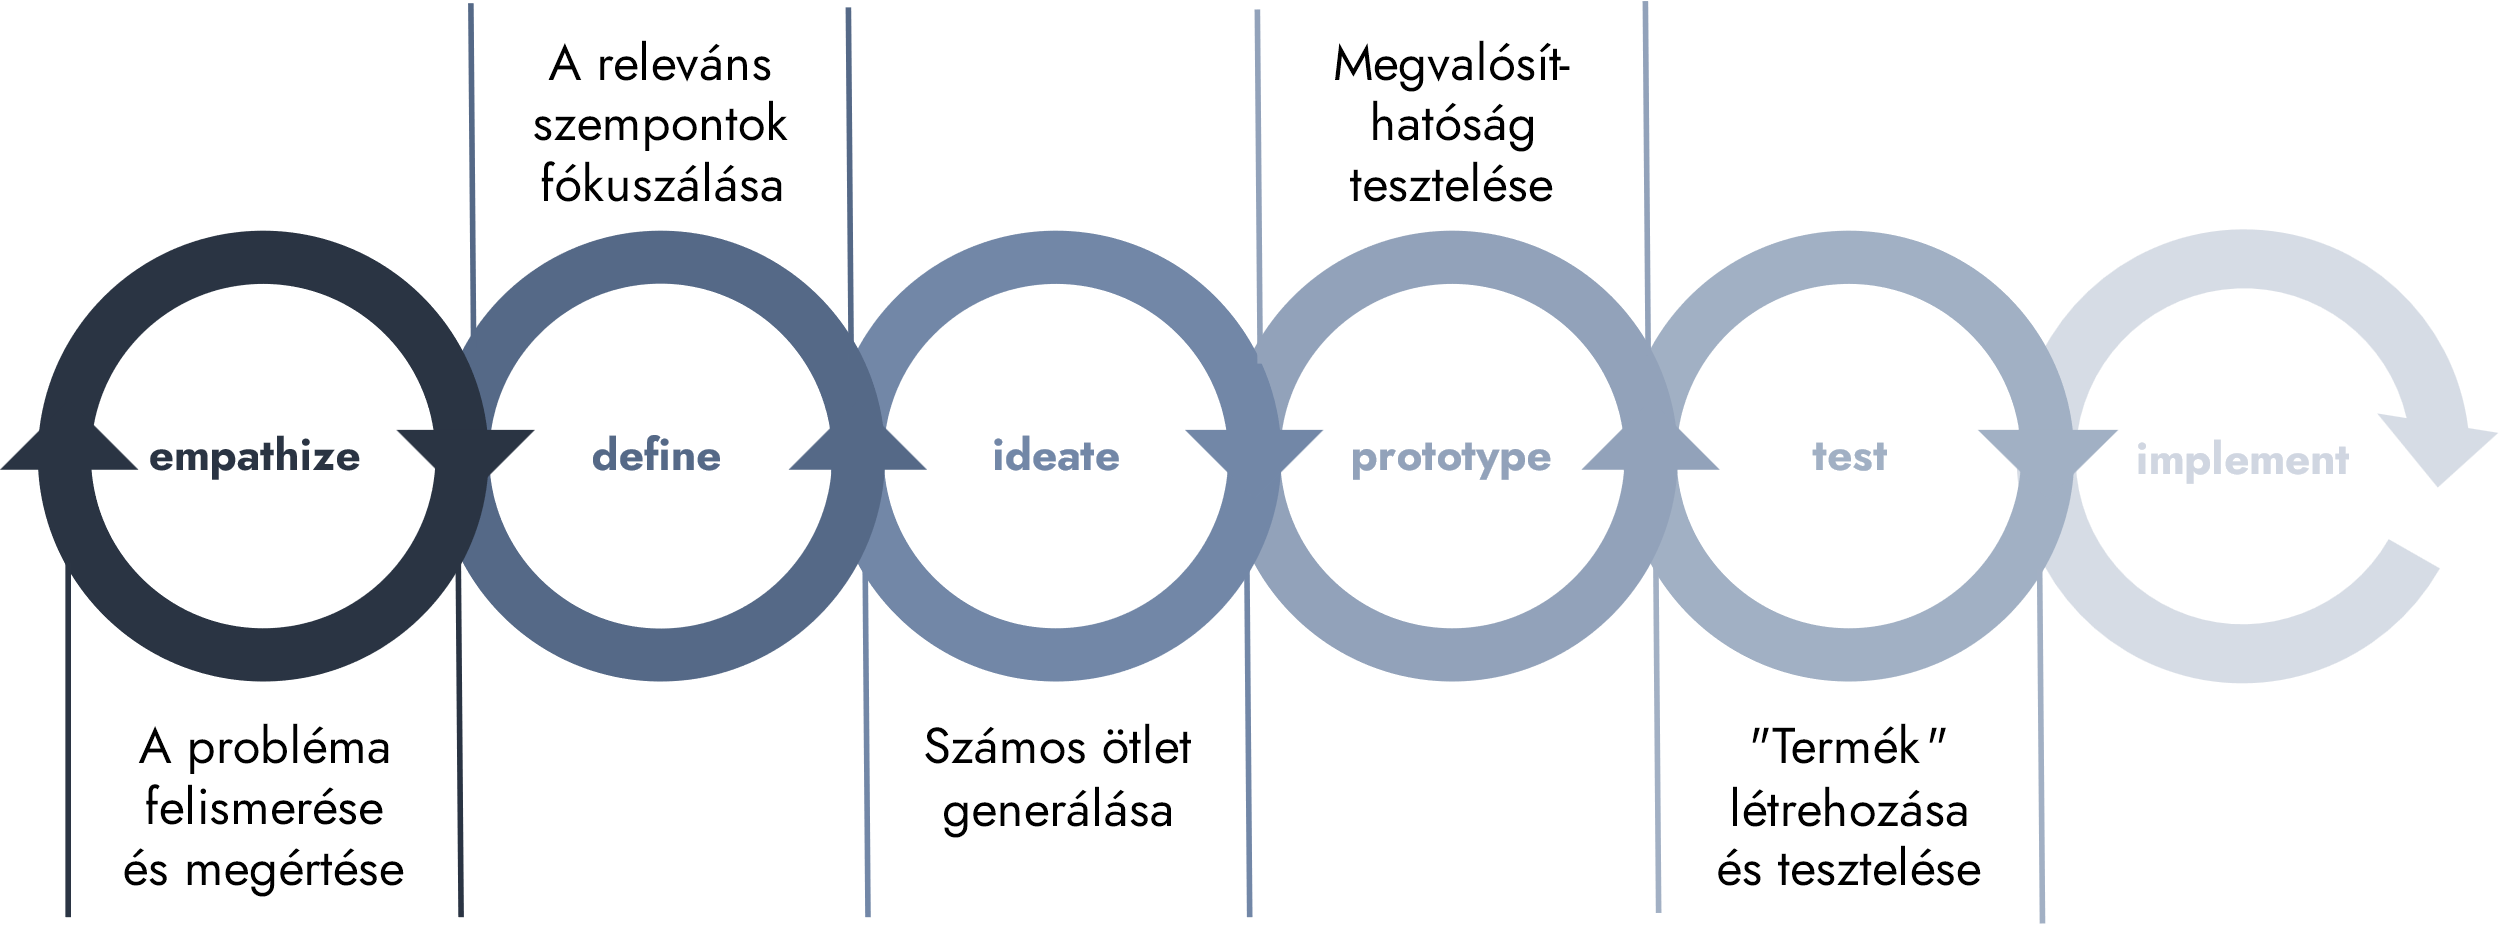 A releváns
szempontok
fókuszálása
Megvalósít-
hatóság
tesztelése
empathize
define
ideate
prototype
test
implement
A probléma
felismerése
és megértése
Számos ötlet
generálása
"Termék"
létrehozása
és tesztelése